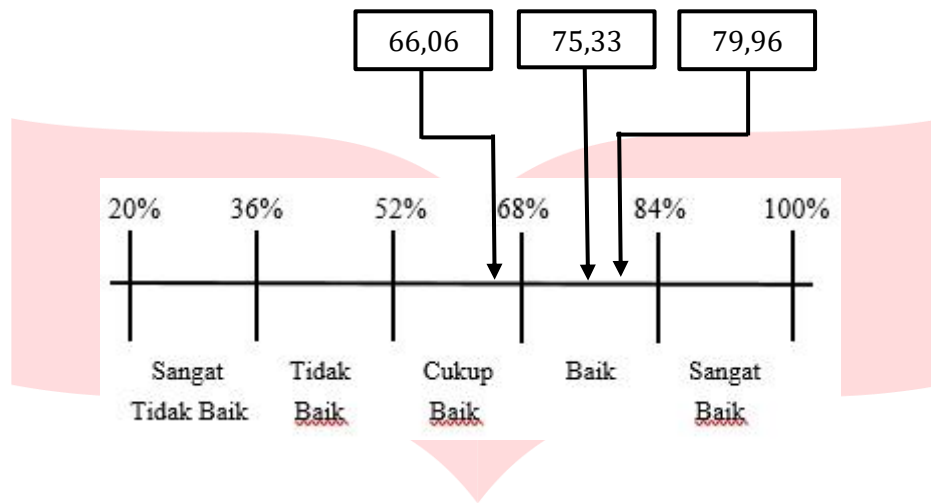 66,06 75,33 79,96
20% 36% 52% 68% 84% 100%
Sangat Tidak Cukup Baik Sangat
Tidak Baik Baik Baik Baik